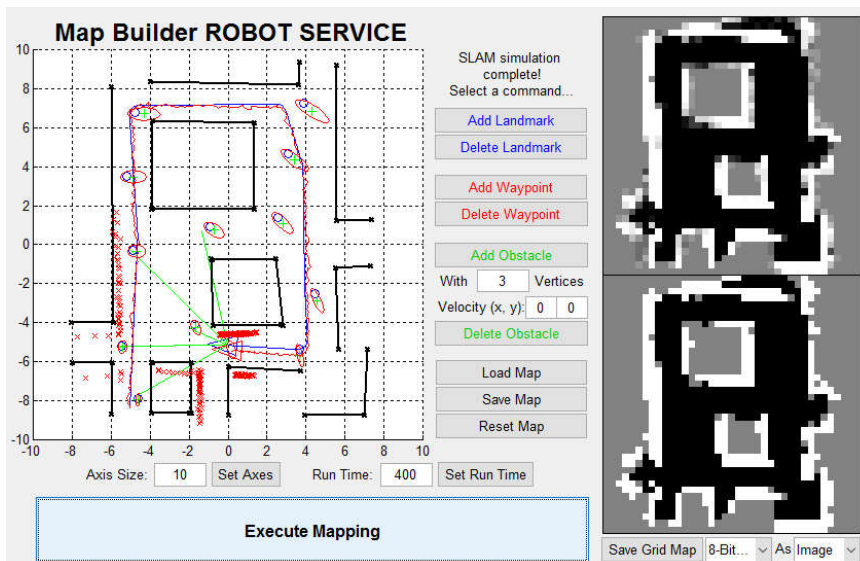 Map Builder ROBOT SERVICE
10
8
6
4
2
0
-2
-4
-6
-8
-10
-10 -8 -6 -4 -2 0 2 4 6 8 10
Axis Size: 10 Set Axes Run Time: 400 Set Run Time
Execute Mapping
SLAM simulation
complete!
Select a command...
Add Landmark
Delete Landmark
Add Waypoint
Delete Waypoint
Add Obstacle
With 3 Vertices
Velocity (x, y): 0 0
Delete Obstacle
Load Map
Save Map
Reset Map
Save Grid Map 8-Bit... As Image